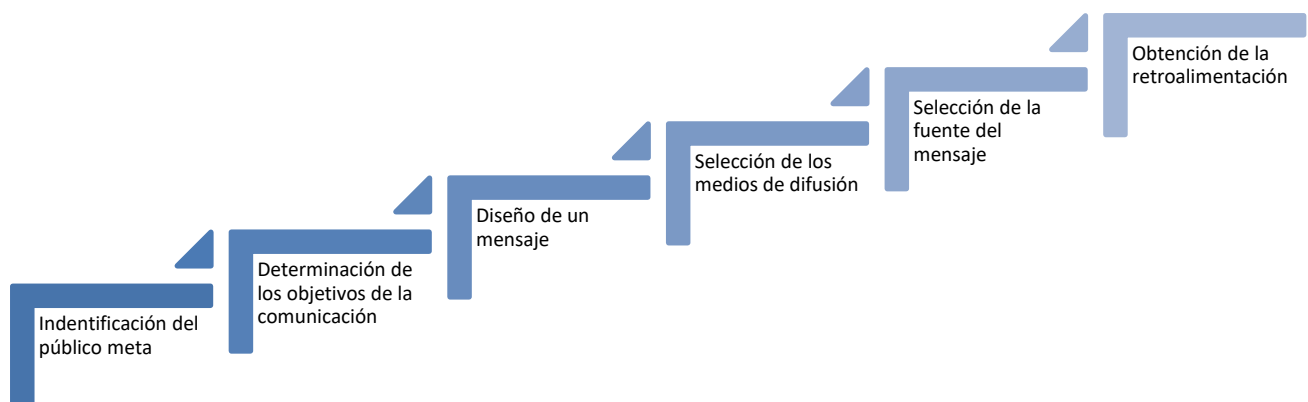 Indentificación del
público meta
Determinación de
los objetivos de la
comunicación
Diseño de un
mensaje
Selección de los
medios de difusión
Selección de la
fuente del
mensaje
Obtención de la
retroalimentación